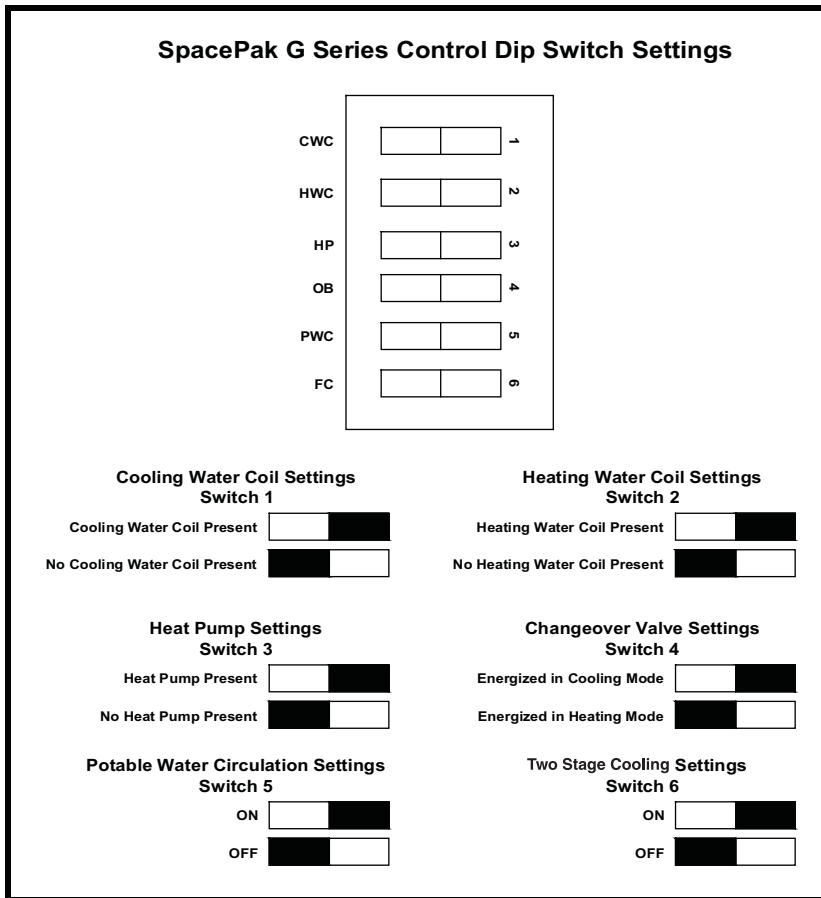 SpacePak G Series Control Dip Switch Settings
CWC 1
HWC 2
HP 3
OB 4
PWC 5
FC 6
Cooling Water Coil Settings
Switch 1
Cooling Water Coil Present
No Cooling Water Coil Present
Heating Water Coil Settings
Switch 2
Heating Water Coil Present
No Heating Water Coil Present
Heat Pump Settings
Switch 3
Heat Pump Present
No Heat Pump Present
Changeover Valve Settings
Switch 4
Energized in Cooling Mode
Energized in Heating Mode
Potable Water Circulation Settings
Switch 5
ON
OFF
Two Stage Cooling Settings
Switch 6
ON
OFF